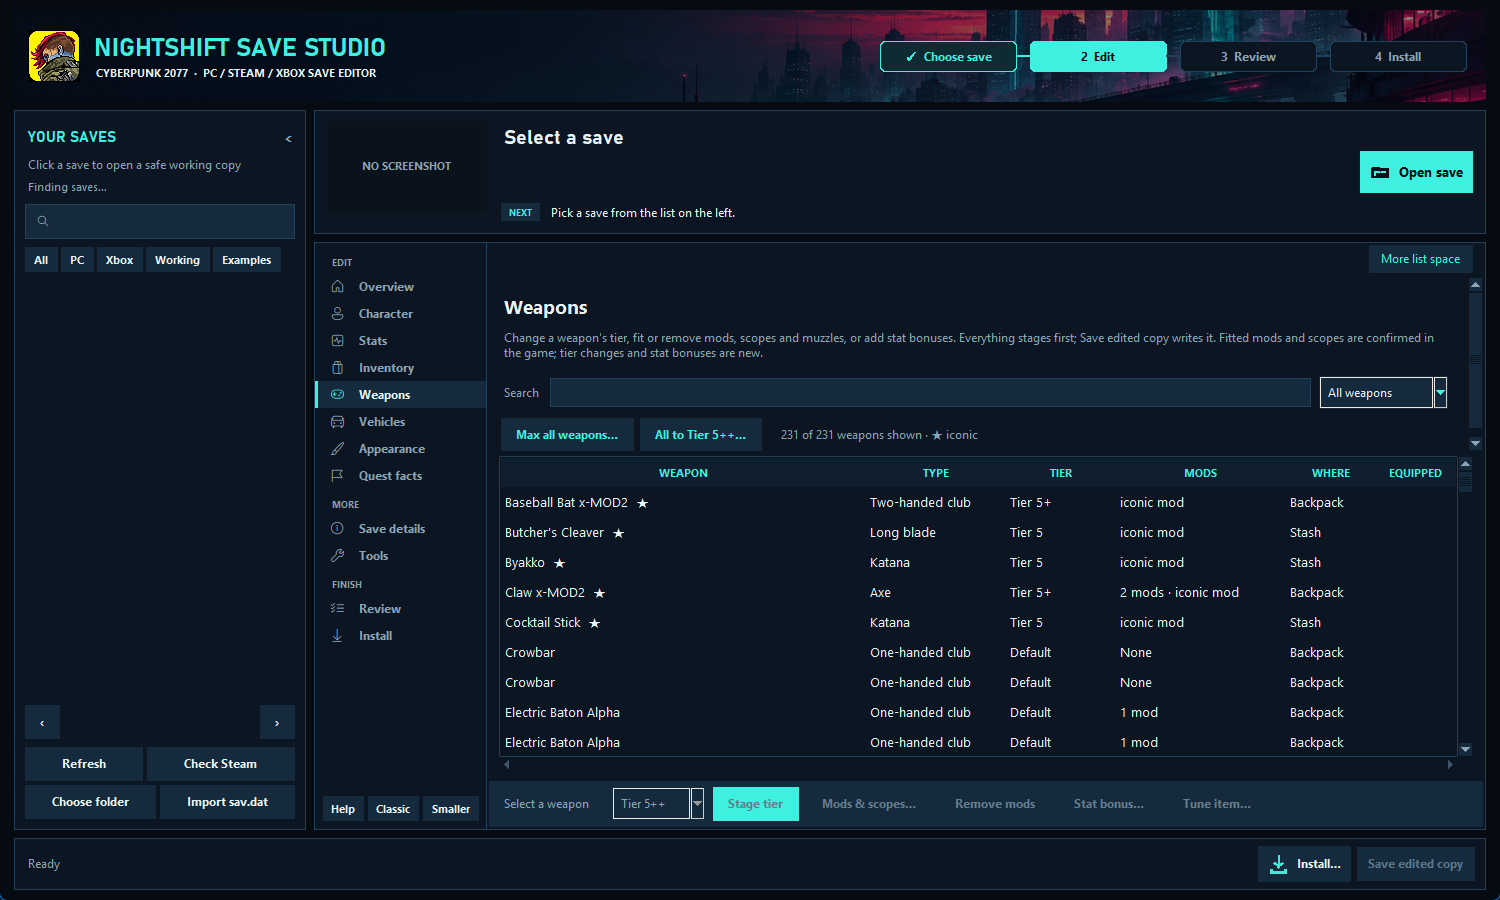 NIGHTSHIFT SAVE STUDIO
CYBERPUNK 2077 · PC / STEAM / XBOX SAVE EDITOR
✓ Choose save
2 Edit
3 Review
4 Install
YOUR SAVES
<
Click a save to open a safe working copy
Finding saves...
All
PC
Xbox
Working
Examples
‹
›
Refresh
Check Steam
Choose folder
Import sav.dat
NO SCREENSHOT
Select a save
NEXT
Pick a save from the list on the left.
Open save
EDIT
Overview
Character
Stats
Inventory
Weapons
Vehicles
Appearance
Quest facts
MORE
Save details
Tools
FINISH
Review
Install
Help
Classic
Smaller
More list space
Weapons
Change a weapon's tier, fit or remove mods, scopes and muzzles, or add stat bonuses. Everything stages first; Save edited copy writes it. Fitted mods and scopes are confirmed in
the game; tier changes and stat bonuses are new.
Search
All weapons
Max all weapons...
All to Tier 5++...
231 of 231 weapons shown · ★ iconic
WEAPON TYPE TIER MODS WHERE EQUIPPED
Baseball Bat x-MOD2 ★ Two-handed club Tier 5+ iconic mod Backpack
Butcher's Cleaver ★ Long blade Tier 5 iconic mod Stash
Byakko ★ Katana Tier 5 iconic mod Stash
Claw x-MOD2 ★ Axe Tier 5+ 2 mods · iconic mod Backpack
Cocktail Stick ★ Katana Tier 5 iconic mod Stash
Crowbar One-handed club Default None Backpack
Crowbar One-handed club Default None Backpack
Electric Baton Alpha One-handed club Default 1 mod Backpack
Electric Baton Alpha One-handed club Default 1 mod Backpack
Select a weapon
Tier 5++
Stage tier
Mods & scopes...
Remove mods
Stat bonus...
Tune item...
Ready
Install...
Save edited copy